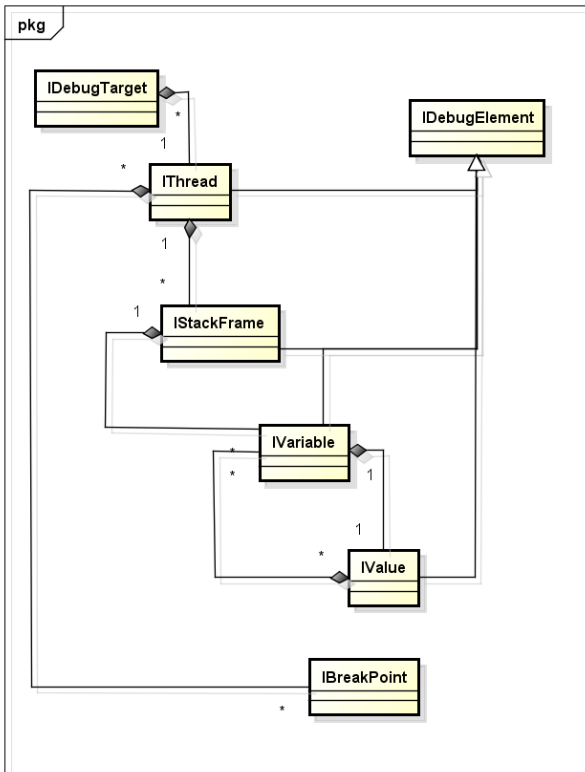 pkg
IDebugTarget
IDebugElement
*
1
*
IThread
1
*
1
IStackFrame
IVariable
*
*
1
1
*
IValue
IBreakPoint
*